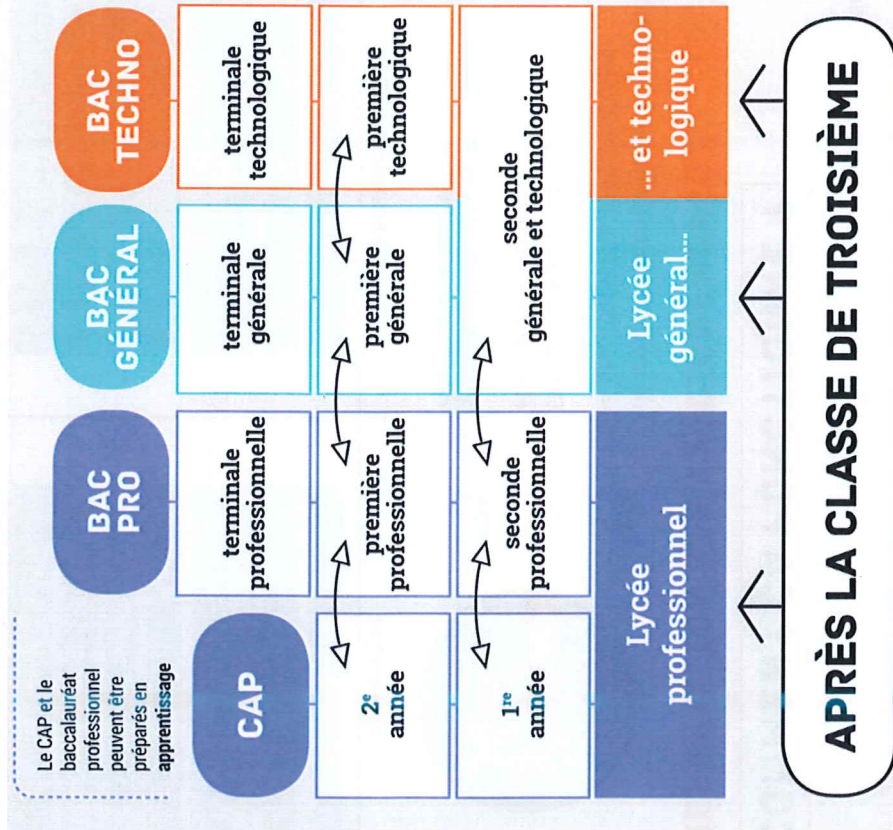 Le CAP et le
baccalauréat
professionnel
peuvent être
préparés en
apprentissage
BAC
PRO
BAC
GÉNÉRAL
BAC
TECHNO
CAP
terminale
professionnelle
terminale
générale
terminale
technologique
2e
année
première
professionnelle
première
générale
première
technologique
1re
année
seconde
professionnelle
seconde
générale et technologique
Lycée
professionnel
Lycée
général...
... et techno-
logique
APRÈS LA CLASSE DE TROISIÈME